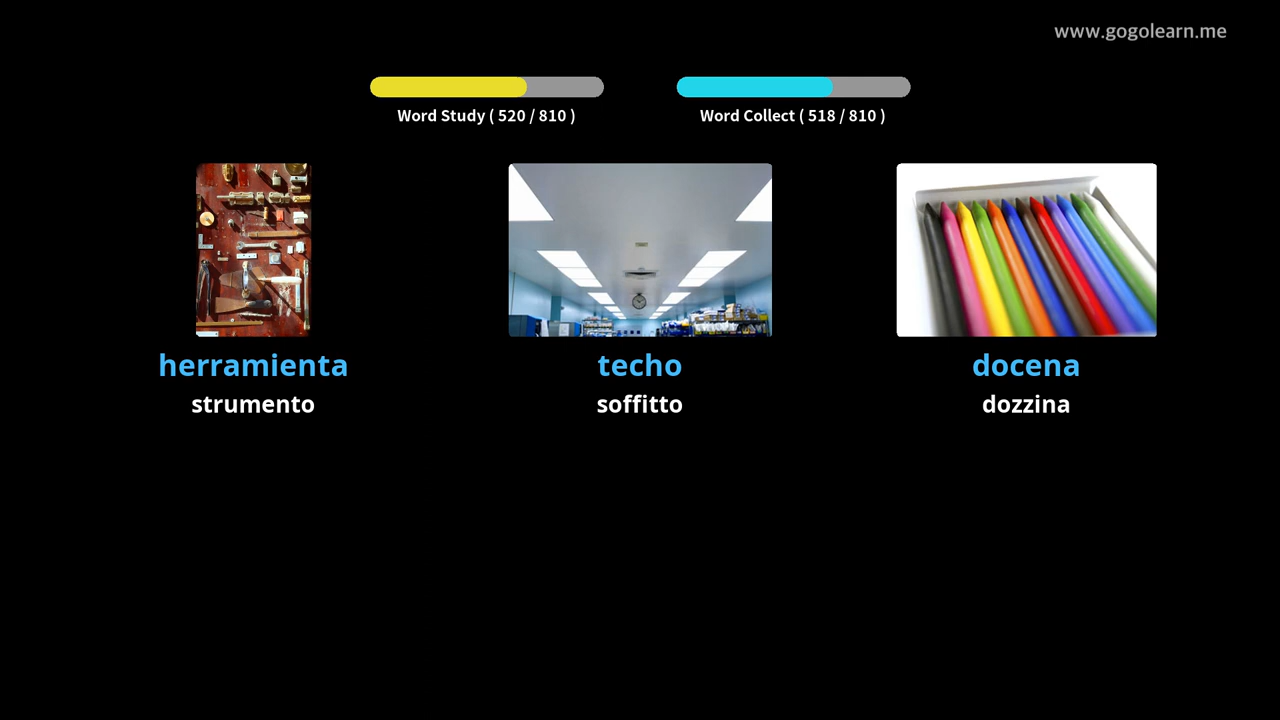 www.gogolearn.me
Word Study ( 520 / 810 )
Word Collect ( 518 / 810 )
herramienta
techo
docena
strumento
soffitto
dozzina